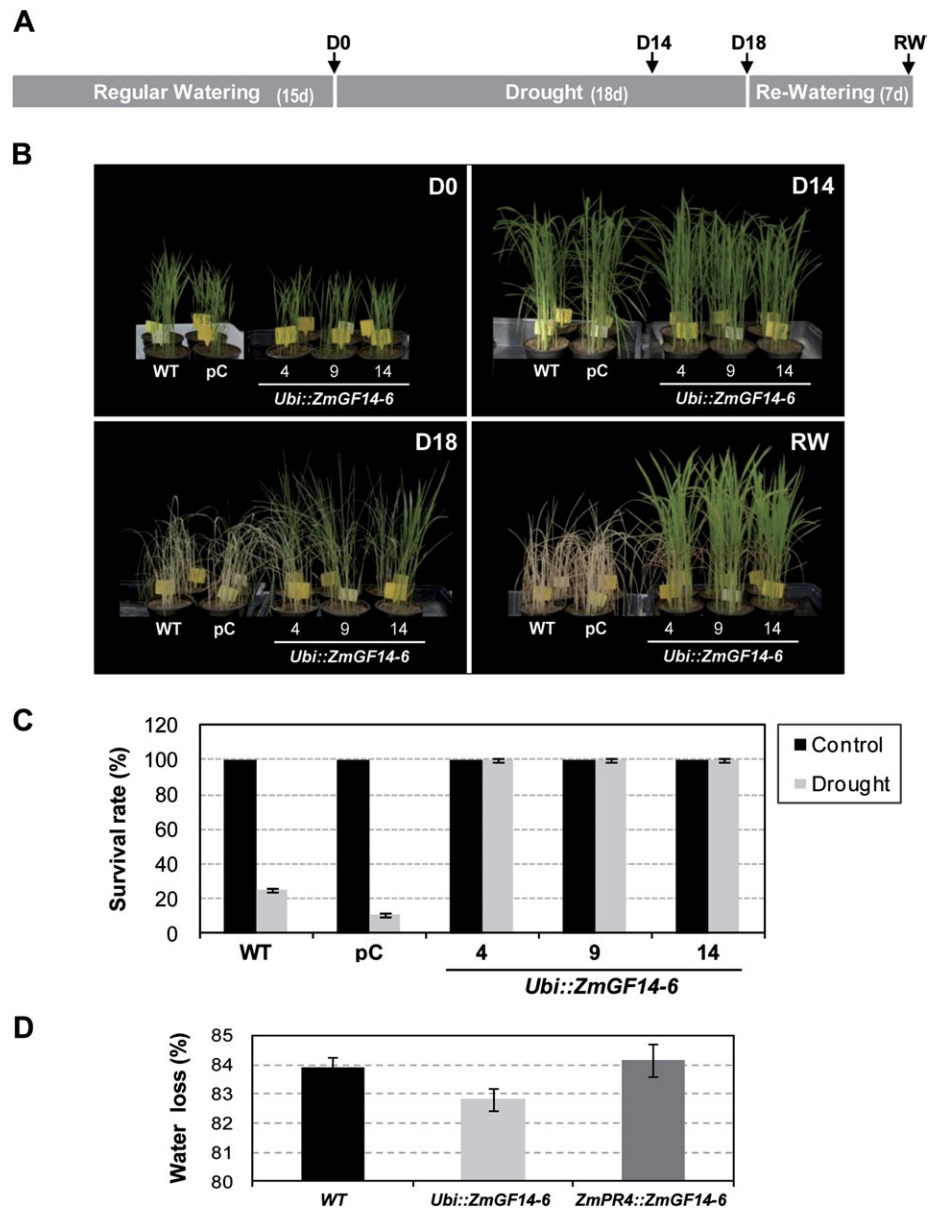 A
D0 D14 D18 RW
Regular Watering (15d) Drought (18d) Re-Watering (7d)
B
D0
WT pC 4 9 14
Ubi::ZmGF14-6
D14
WT pC 4 9 14
Ubi::ZmGF14-6
D18
WT pC 4 9 14
Ubi::ZmGF14-6
RW
WT pC 4 9 14
Ubi::ZmGF14-6
C
Survival rate (%)
120
100
80
60
40
20
0
WT pC 4 9 14
Ubi::ZmGF14-6
Control
Drought
D
Water loss (%)
85
84
83
82
81
80
WT Ubi::ZmGF14-6 ZmPR4::ZmGF14-6